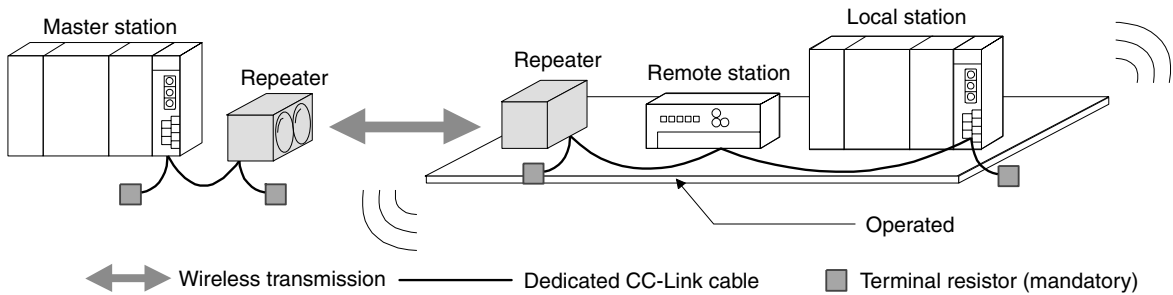 Master station
Repeater
Repeater
Remote station
Local station
Operated
Wireless transmission
Dedicated CC-Link cable
Terminal resistor (mandatory)